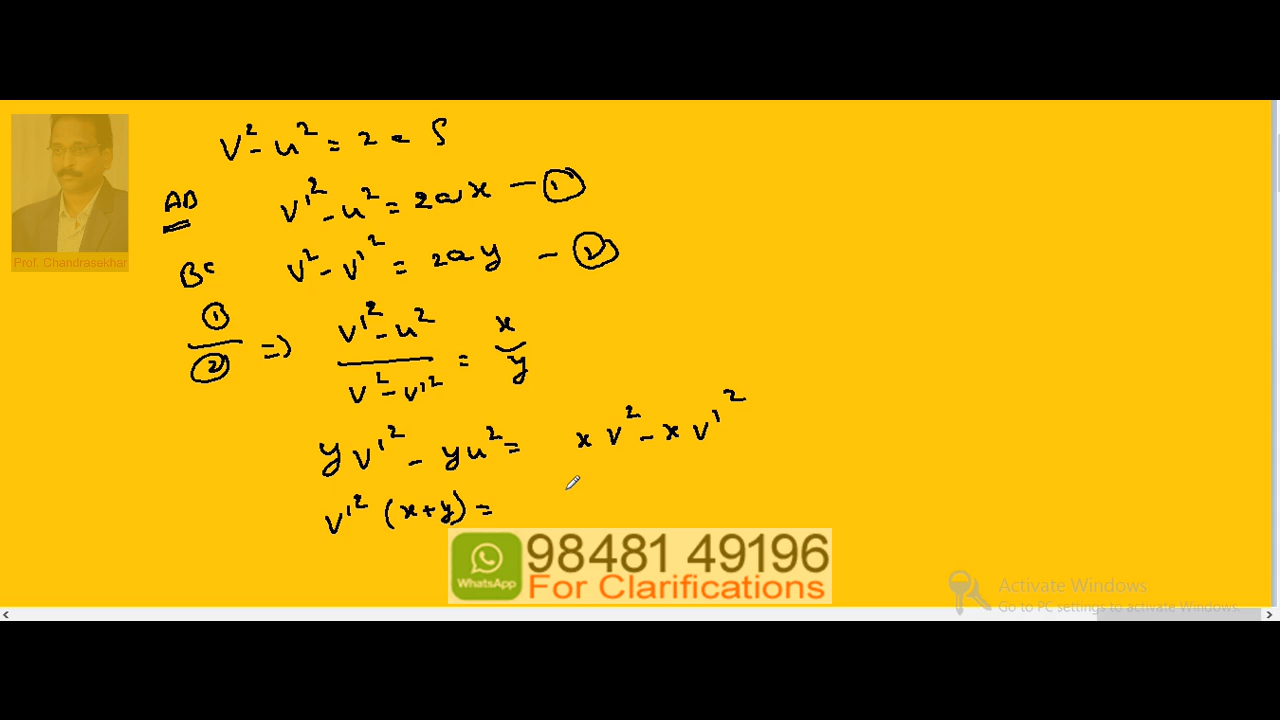 V² - u² = 2 a S
AB V'² - u² = 2ax - ①
BC V² - V'² = 2ay - ②
①/② => (V'² - u²)/(V² - V'²) = x/y
yV'² - yu² = xV² - xV'²
V'² (x+y) =
Prof. Chandrasekhar
WhatsApp
98481 49196
For Clarifications
Activate Windows
Go to PC settings to activate Windows.